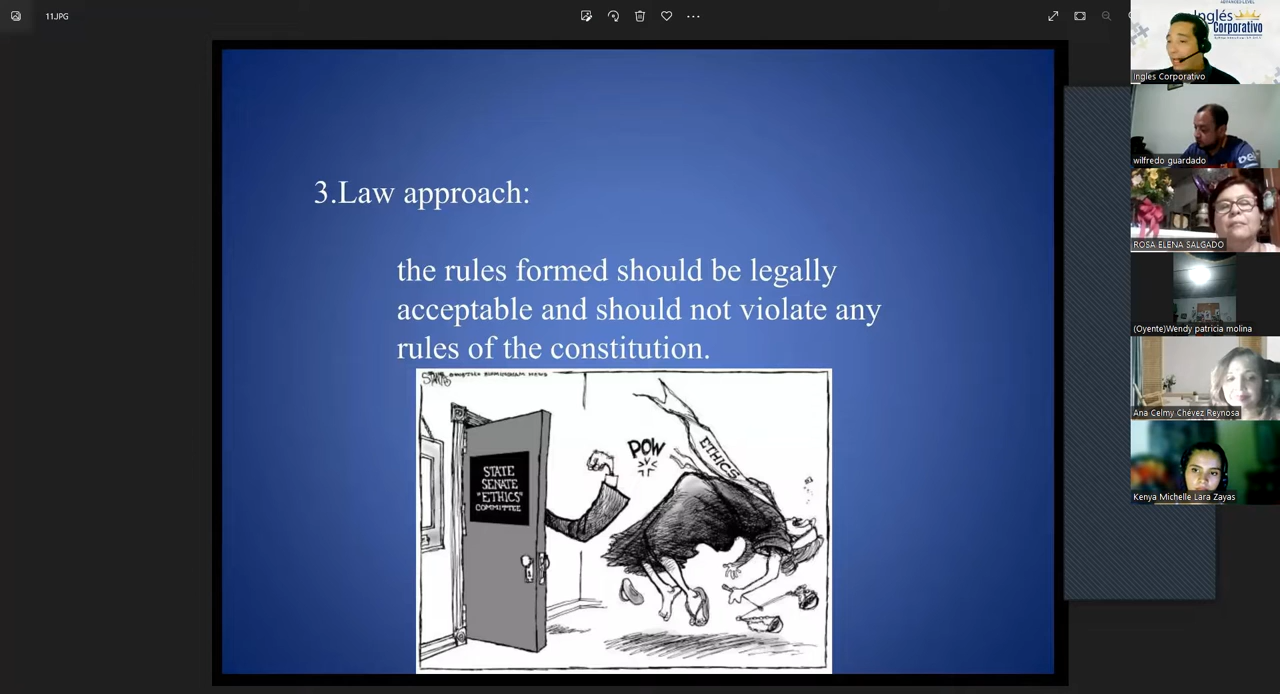 11.JPG
3.Law approach:
the rules formed should be legally
acceptable and should not violate any
rules of the constitution.
STATE
SENATE
"ETHICS"
COMMITTEE
POW
ETHICS
Inglés
Corporativo
Ingles Corporativo
wilfredo guardado
ROSA ELENA SALGADO
(Oyente)Wendy patricia molina
Ana Celmy Chévez Reynosa
Kenya Michelle Lara Zayas